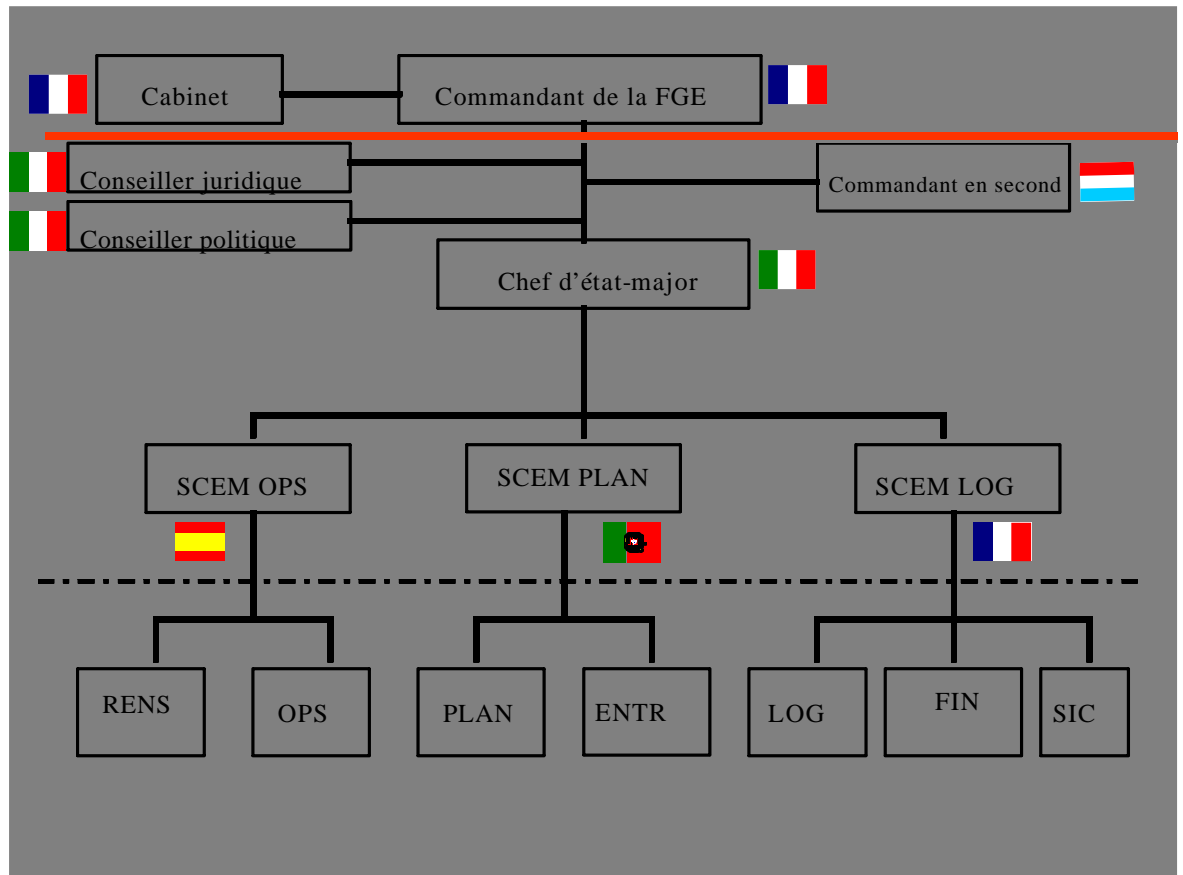 Cabinet
Commandant de la FGE
Conseiller juridique
Commandant en second
Conseiller politique
Chef d’état-major
SCEM OPS
SCEM PLAN
SCEM LOG
RENS
OPS
PLAN
ENTR
LOG
FIN
SIC